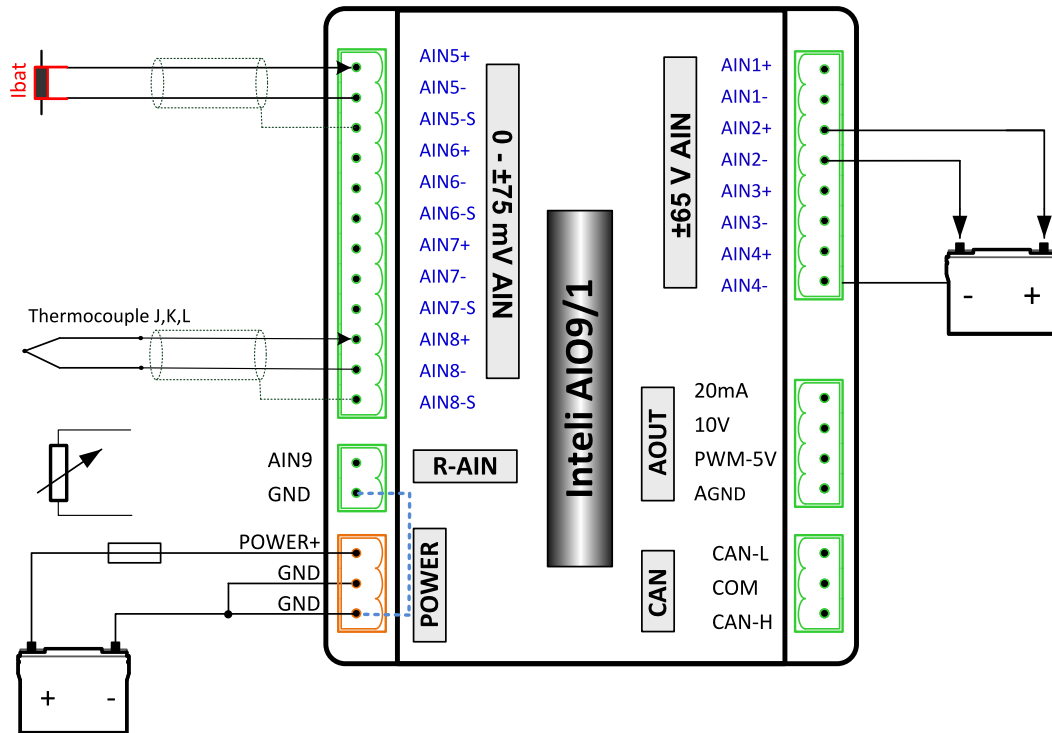 Ibat
AIN5+
AIN5-
AIN5-S
AIN6+
AIN6-
AIN6-S
AIN7+
AIN7-
AIN7-S
AIN8+
AIN8-
AIN8-S
0 - ±75 mV AIN
Thermocouple J,K,L
AIN9
GND
R-AIN
POWER+
GND
GND
POWER
+ -
Inteli AIO9/1
±65 V AIN
AIN1+
AIN1-
AIN2+
AIN2-
AIN3+
AIN3-
AIN4+
AIN4-
- +
AOUT
20mA
10V
PWM-5V
AGND
CAN
CAN-L
COM
CAN-H